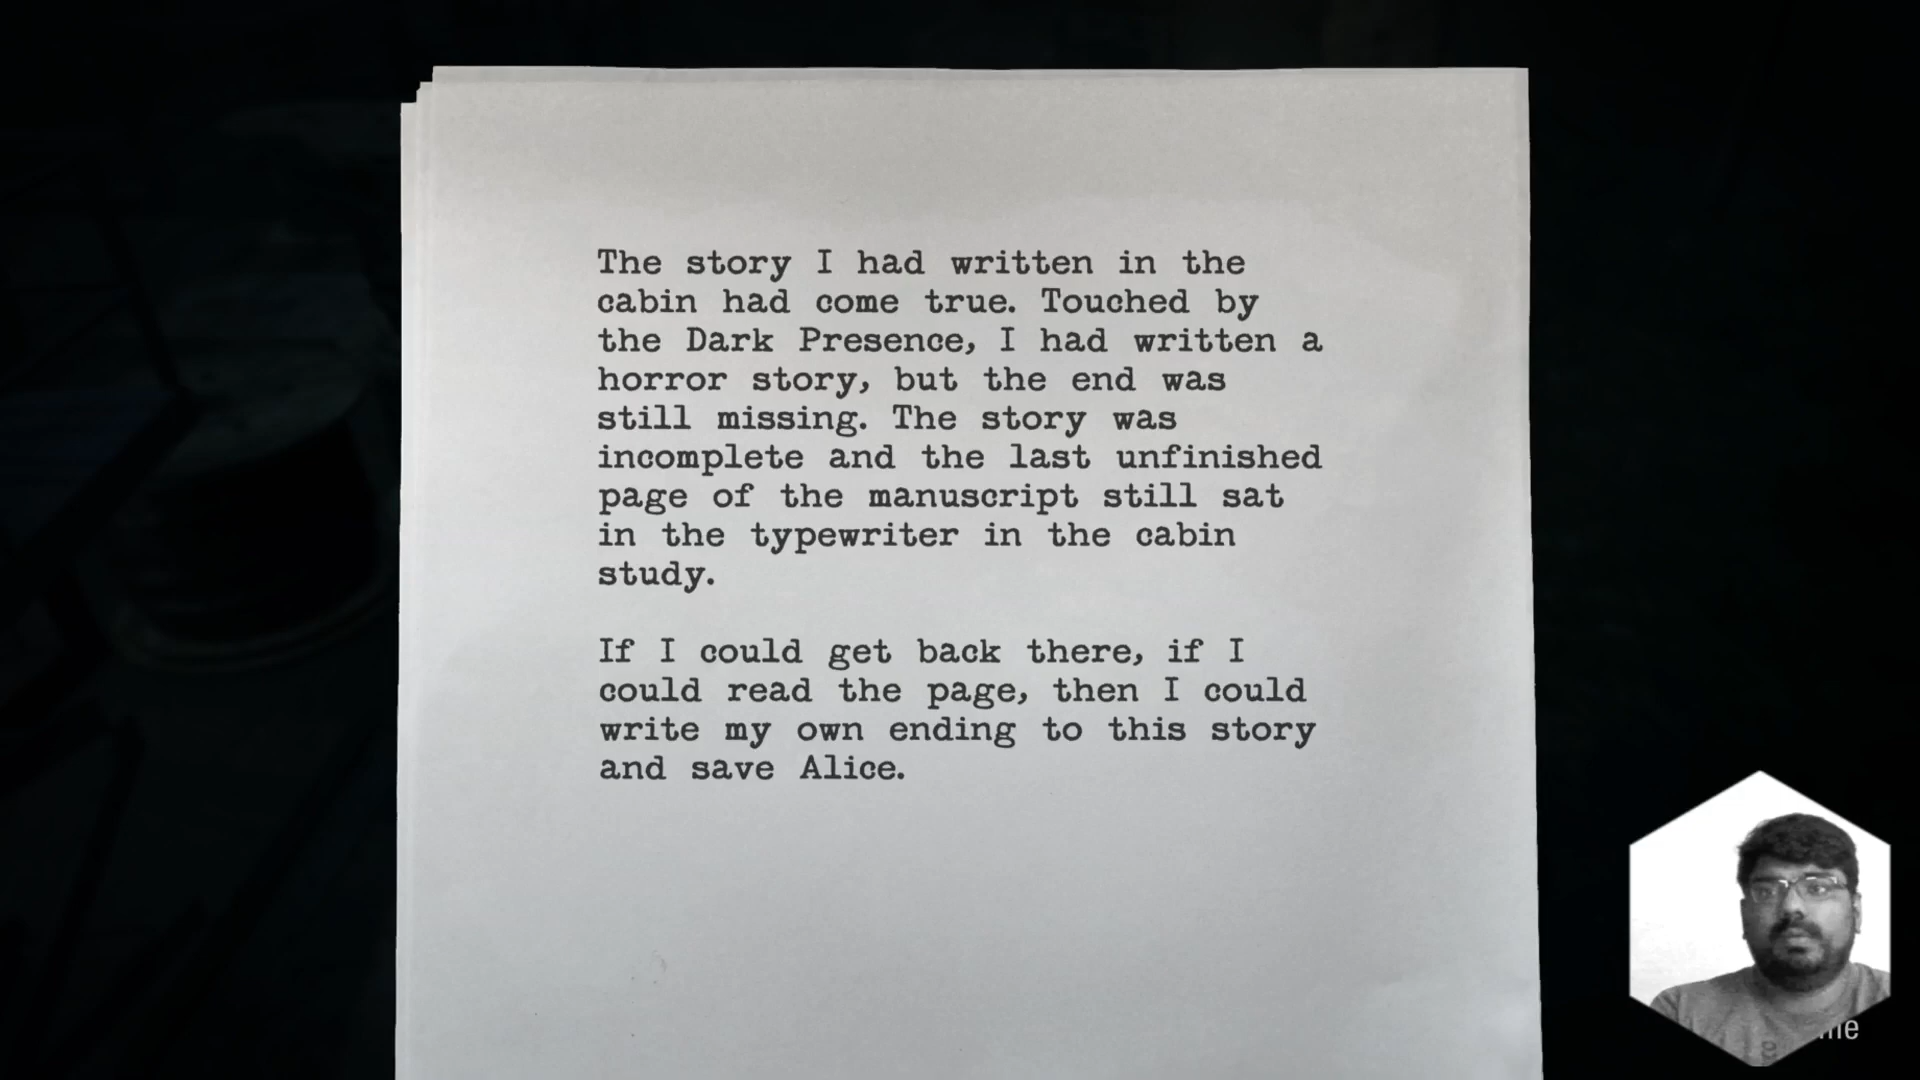 The story I had written in the
cabin had come true. Touched by
the Dark Presence, I had written a
horror story, but the end was
still missing. The story was
incomplete and the last unfinished
page of the manuscript still sat
in the typewriter in the cabin
study.
If I could get back there, if I
could read the page, then I could
write my own ending to this story
and save Alice.